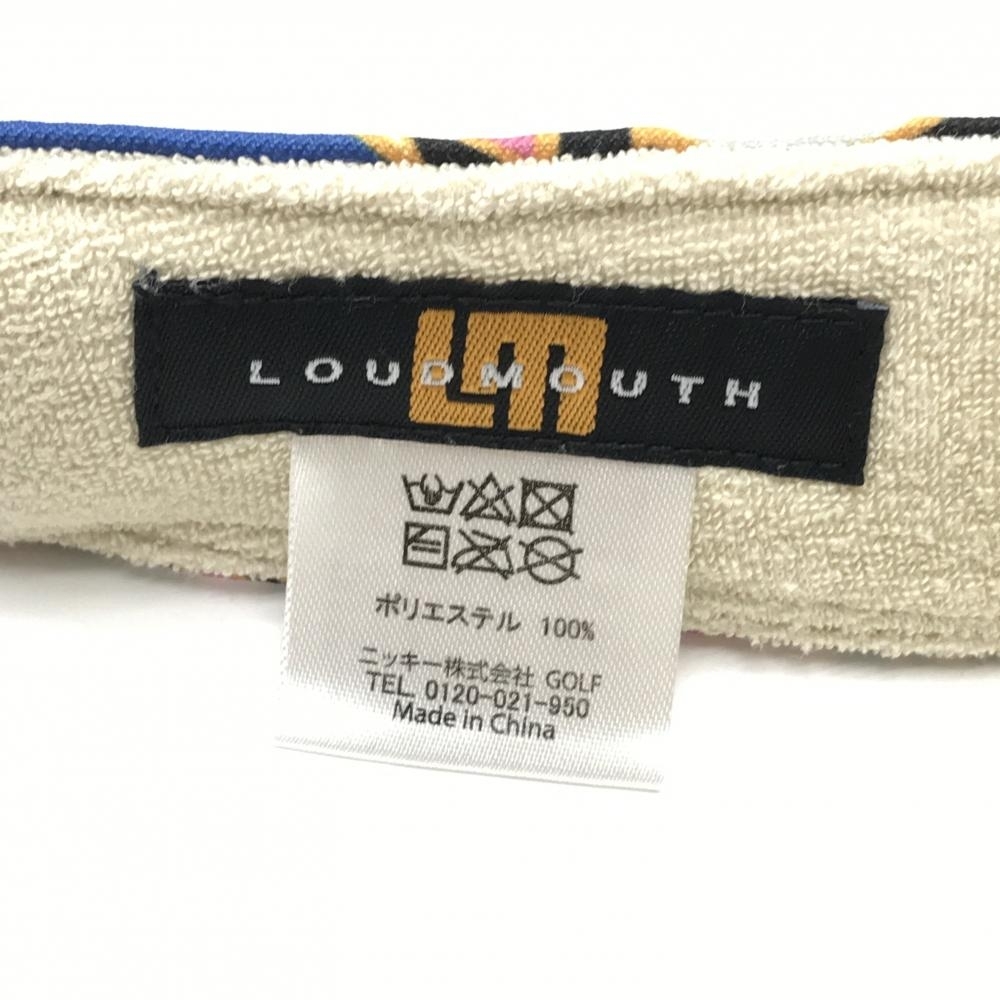 LM
LOUDMOUTH
ポリエステル 100%
ニッキー株式会社 GOLF
TEL 0120-021-950
Made in China